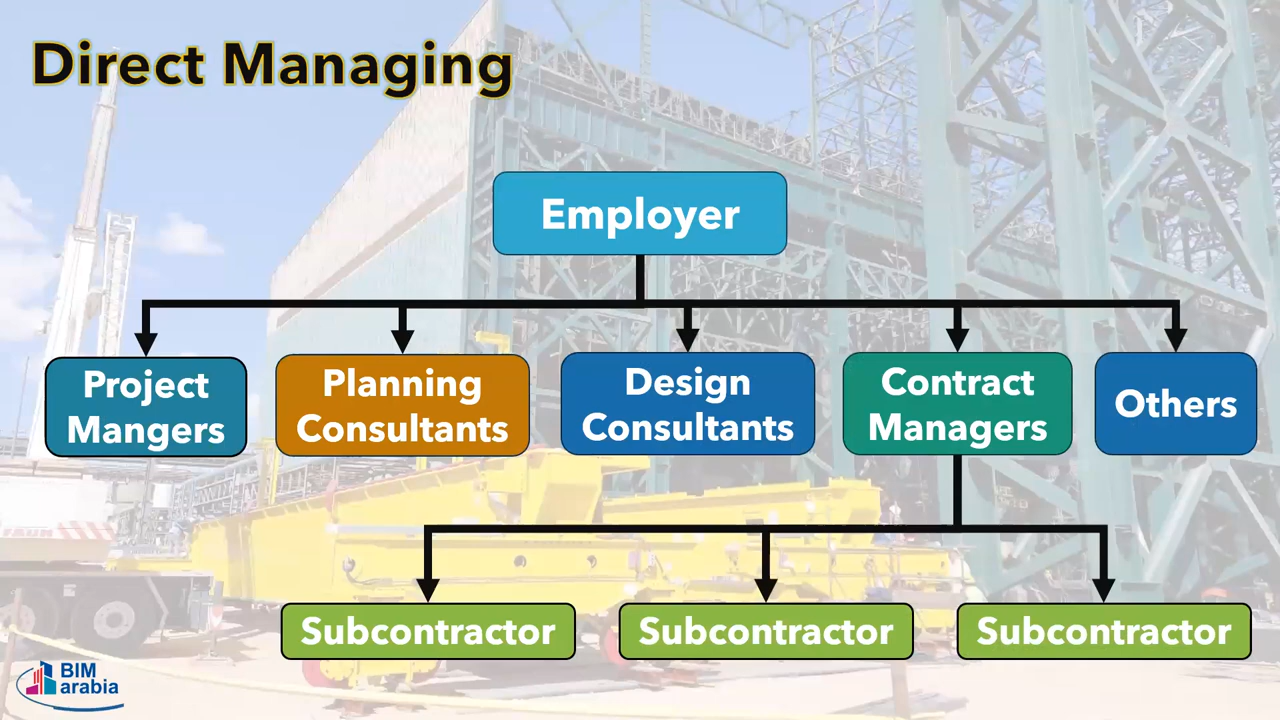 Direct Managing
Employer
Project
Mangers
Planning
Consultants
Design
Consultants
Contract
Managers
Others
Subcontractor
Subcontractor
Subcontractor
BIM
arabia